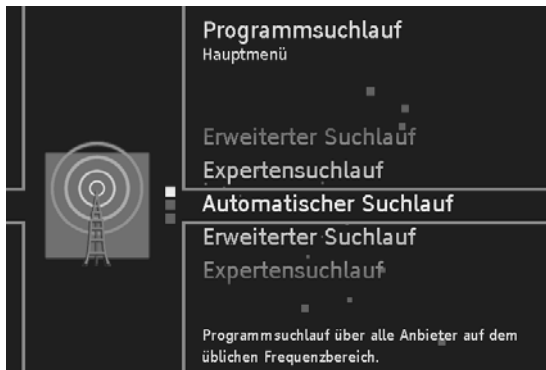 Programmsuchlauf
Hauptmenü
Erweiterter Suchlauf
Expertensuchlauf
Automatischer Suchlauf
Erweiterter Suchlauf
Expertensuchlauf
Programmsuchlauf über alle Anbieter auf dem
üblichen Frequenzbereich.